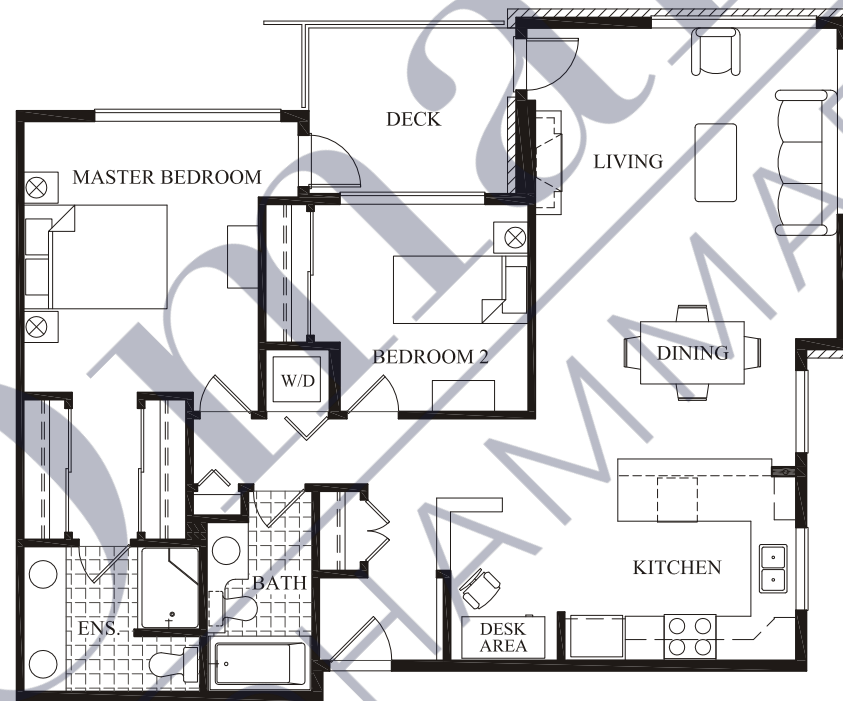 DECK
MASTER BEDROOM
LIVING
BEDROOM 2
DINING
W/D
KITCHEN
BATH
ENS.
DESK
AREA